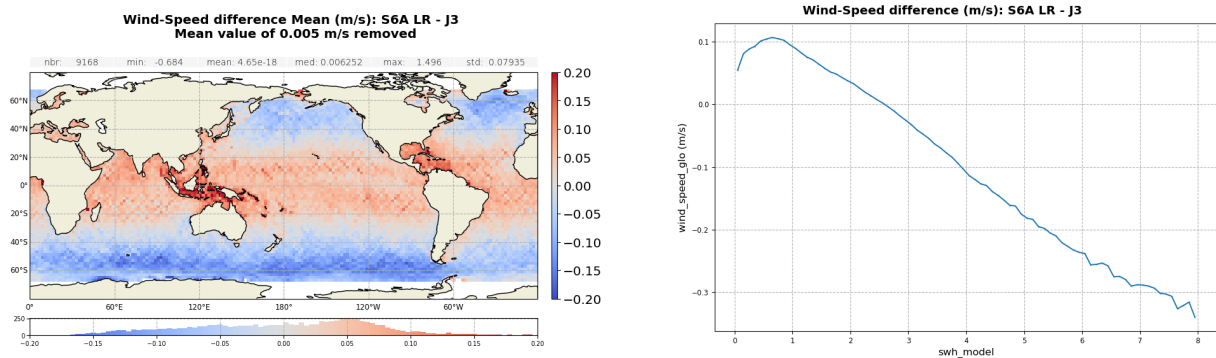 Wind-Speed difference Mean (m/s): S6A LR - J3
Mean value of 0.005 m/s removed
nbr: 9168 min: -0.684 mean: 4.65e-18 med: 0.006252 max: 1.496 std: 0.07935
60°N
40°N
20°N
0°
20°S
40°S
60°S
0° 60°E 120°E 180° 120°W 60°W
0.20
0.15
0.10
0.05
0.00
−0.05
−0.10
−0.15
−0.20
250
0
−0.20 −0.15 −0.10 −0.05 0.00 0.05 0.10 0.15 0.20
Wind-Speed difference (m/s): S6A LR - J3
wind_speed_glo (m/s)
0.1
0.0
−0.1
−0.2
−0.3
0 1 2 3 4 5 6 7 8
swh_model